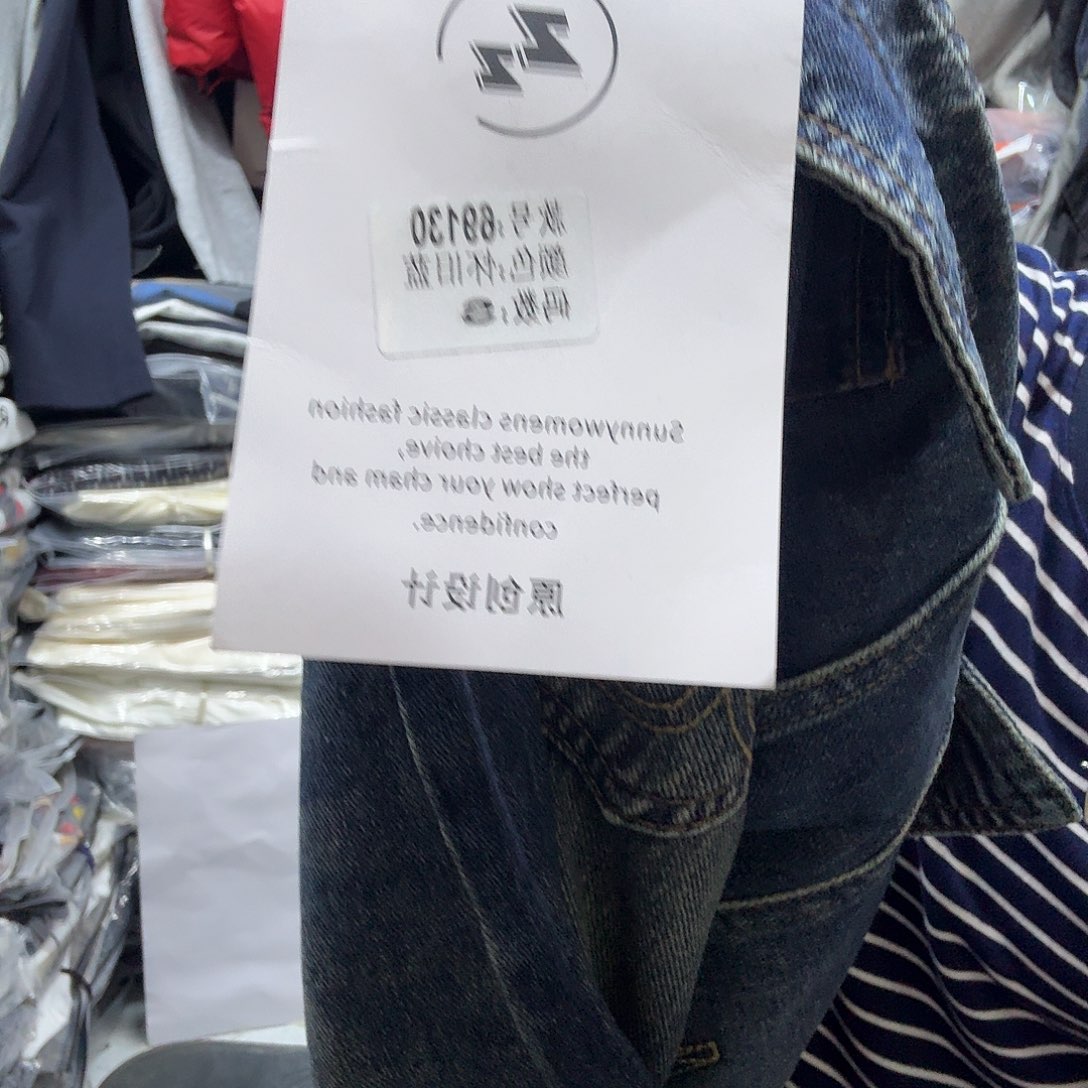 款号:69130
颜色:怀旧蓝
码数:
Sunnywomens classic fashion
the best choive,
perfect show your cham and
confidence.
原创设计